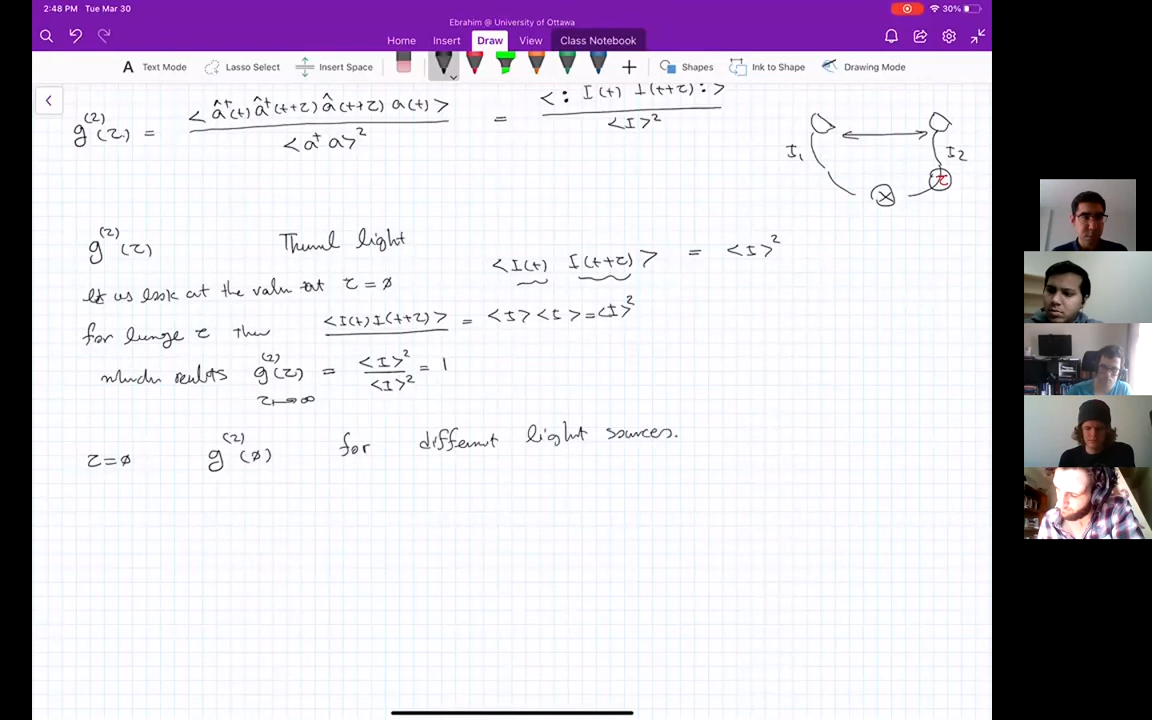 2:48 PM Tue Mar 30
30%
Ebrahim @ University of Ottawa
Home Insert Draw View Class Notebook
Text Mode Lasso Select Insert Space Shapes Ink to Shape Drawing Mode
g⁽²⁾(τ) = <â†(t) â†(t+τ) â(t+τ) a(t)> / <a†a>² = <: I(t) I(t+τ) :> / <I>²
I₁ I₂
τ
X
g⁽²⁾(τ) Thermal light <I(t) I(t+τ)> = <I>²
let us look at the value at τ = ø
for large τ then <I(t) I(t+τ)> = <I><I> = <I>²
which results g⁽²⁾(τ) = <I>² / <I>² = 1
τ→∞
τ=ø g⁽²⁾(ø) for different light sources.